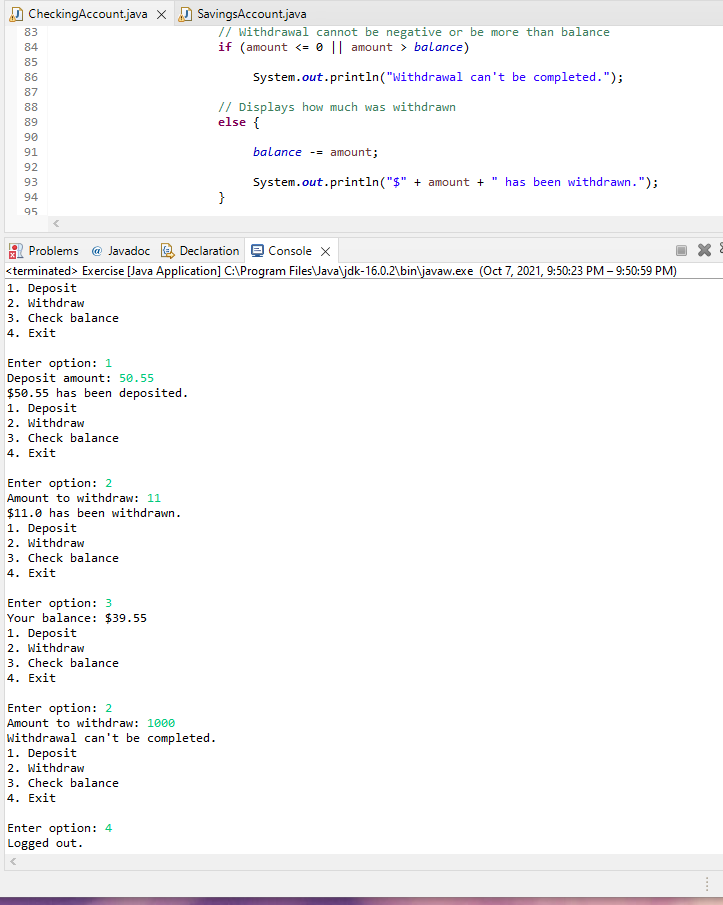 CheckingAccount.java SavingsAccount.java
83 // Withdrawal cannot be negative or be more than balance
84 if (amount <= 0 || amount > balance)
85
86 System.out.println("Withdrawal can't be completed.");
87
88 // Displays how much was withdrawn
89 else {
90
91 balance -= amount;
92
93 System.out.println("$" + amount + " has been withdrawn.");
94 }
95
Problems @ Javadoc Declaration Console
<terminated> Exercise [Java Application] C:\Program Files\Java\jdk-16.0.2\bin\javaw.exe (Oct 7, 2021, 9:50:23 PM – 9:50:59 PM)
1. Deposit
2. Withdraw
3. Check balance
4. Exit
Enter option: 1
Deposit amount: 50.55
$50.55 has been deposited.
1. Deposit
2. Withdraw
3. Check balance
4. Exit
Enter option: 2
Amount to withdraw: 11
$11.0 has been withdrawn.
1. Deposit
2. Withdraw
3. Check balance
4. Exit
Enter option: 3
Your balance: $39.55
1. Deposit
2. Withdraw
3. Check balance
4. Exit
Enter option: 2
Amount to withdraw: 1000
Withdrawal can't be completed.
1. Deposit
2. Withdraw
3. Check balance
4. Exit
Enter option: 4
Logged out.